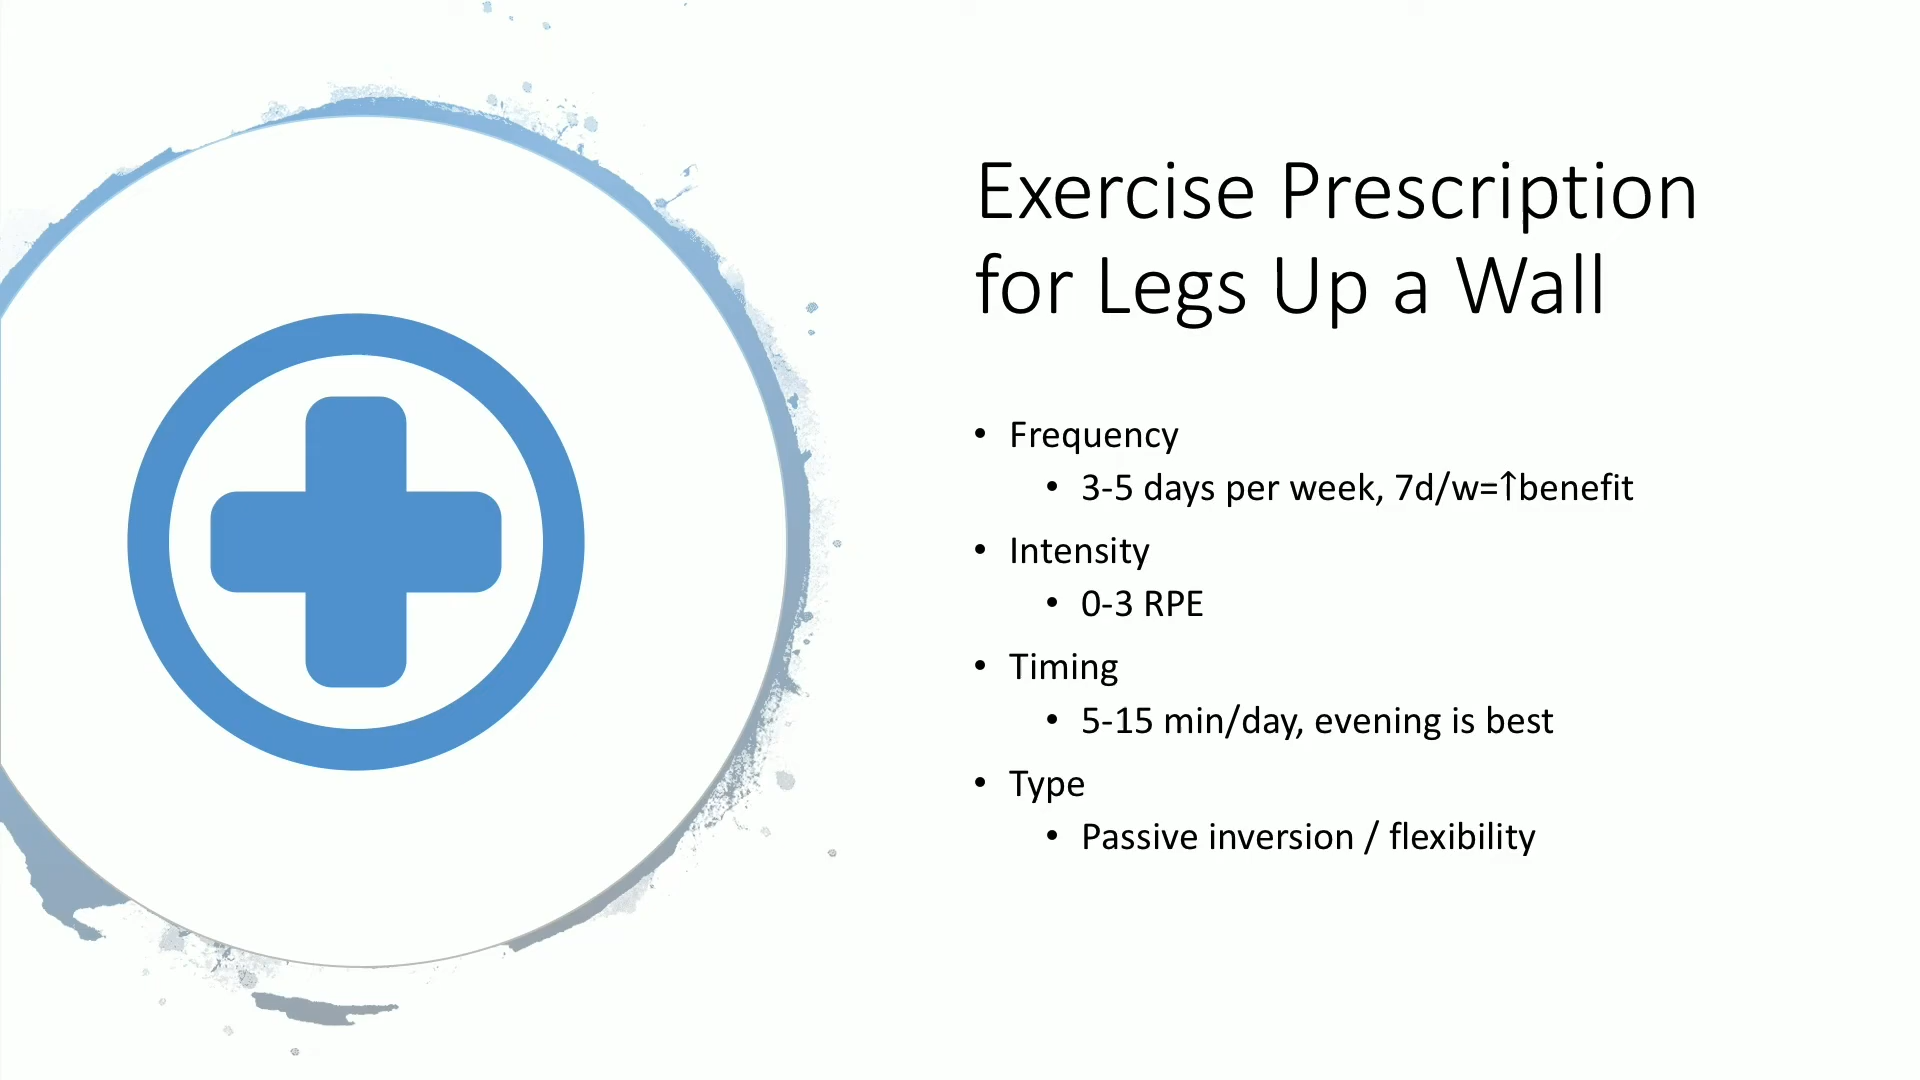 Exercise Prescription
for Legs Up a Wall
• Frequency
• 3-5 days per week, 7d/w=↑benefit
• Intensity
• 0-3 RPE
• Timing
• 5-15 min/day, evening is best
• Type
• Passive inversion / flexibility